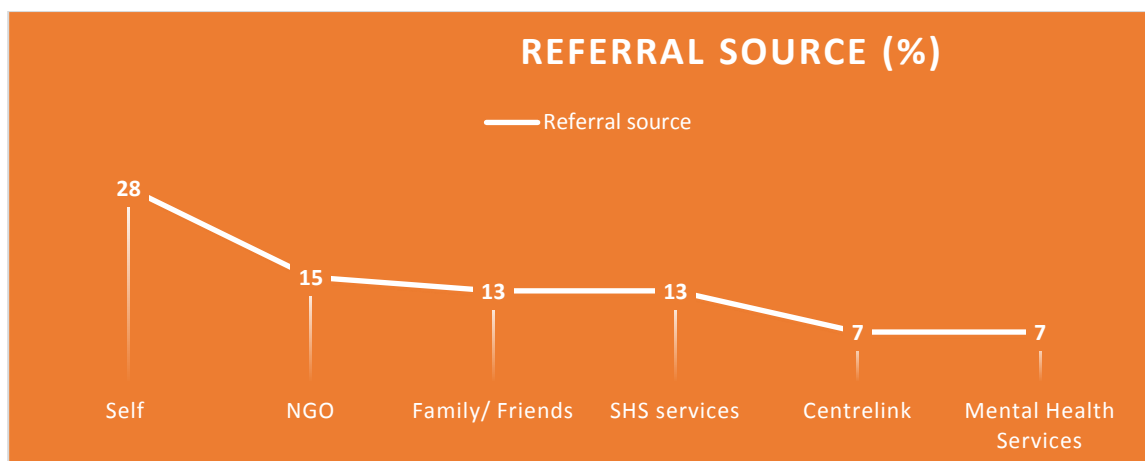 REFERRAL SOURCE (%)
Referral source
28
15
13
13
7
7
Self
NGO
Family/ Friends
SHS services
Centrelink
Mental Health
Services